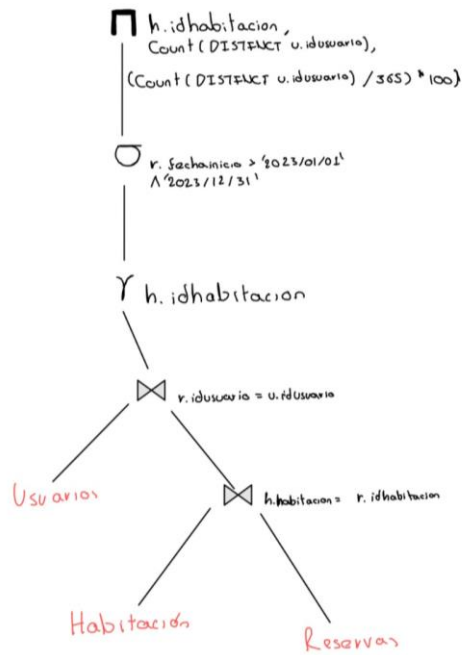 Π h.idhabitacion,
Count(DISTINCT u.idusuario),
(Count(DISTINCT u.idusuario) /365) * 100)
σ r.fechainicio > '2023/01/01'
∧ '2023/12/31'
γ h.idhabitacion
⋈ r.idusuario = u.idusuario
Usuarios
⋈ h.habitacion = r.idhabitacion
Habitación
Reservas